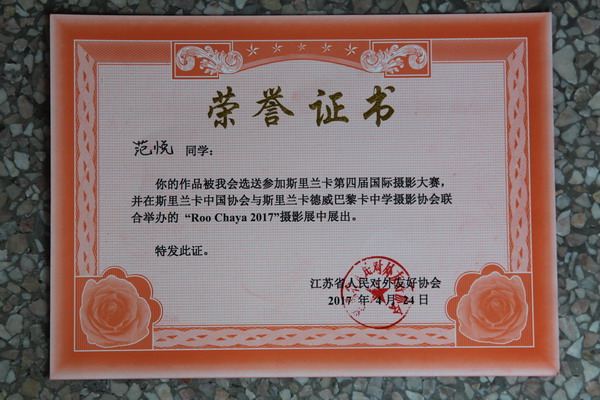 荣誉证书
范悦 同学：
你的作品被我会选送参加斯里兰卡第四届国际摄影大赛，
并在斯里兰卡中国协会与斯里兰卡德威巴黎卡中学摄影协会联
合举办的“Roo Chaya 2017”摄影展中展出。
特发此证。
江苏省人民对外友好协会
2017 年 4 月 24 日